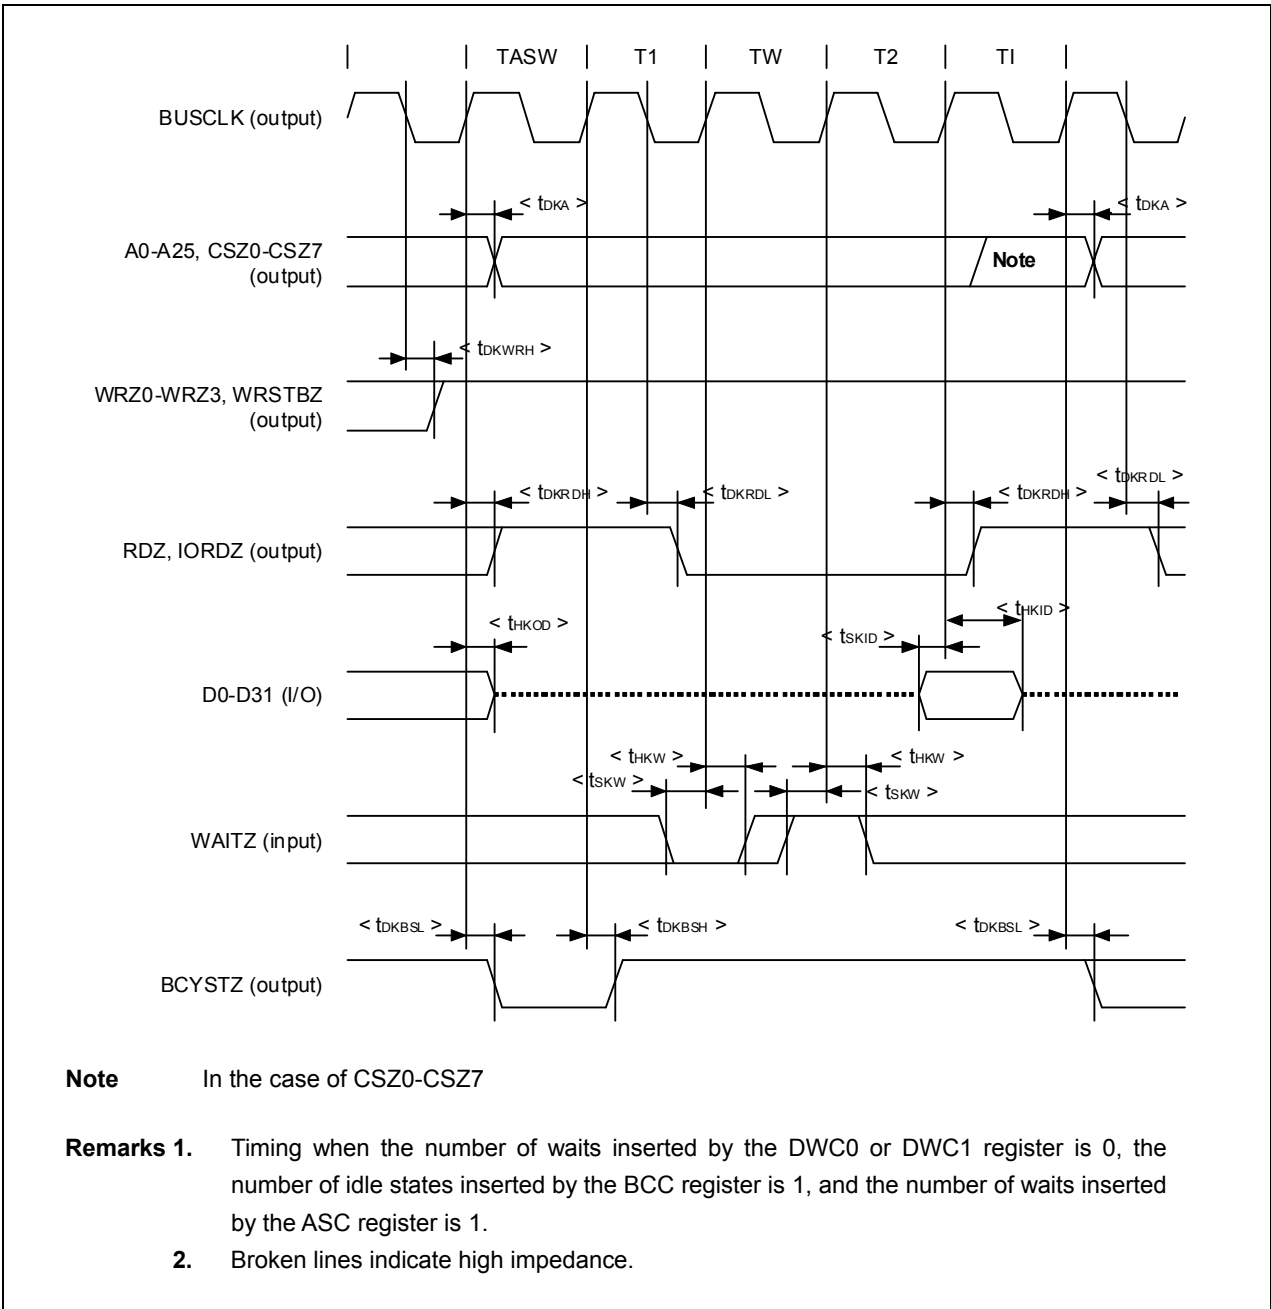 TASW T1 TW T2 TI
BUSCLK (output)
< tDKA > < tDKA >
A0-A25, CSZ0-CSZ7
(output)
Note
< tDKWRH >
WRZ0-WRZ3, WRSTBZ
(output)
< tDKRDH > < tDKRDL > < tDKRDH > < tDKRDL >
RDZ, IORDZ (output)
< tHKOD > < tSKID > < tHKID >
D0-D31 (I/O)
< tHKW > < tHKW >
< tSKW > < tSKW >
WAITZ (input)
< tDKBSL > < tDKBSH > < tDKBSL >
BCYSTZ (output)
Note In the case of CSZ0-CSZ7
Remarks 1. Timing when the number of waits inserted by the DWC0 or DWC1 register is 0, the
number of idle states inserted by the BCC register is 1, and the number of waits inserted
by the ASC register is 1.
2. Broken lines indicate high impedance.